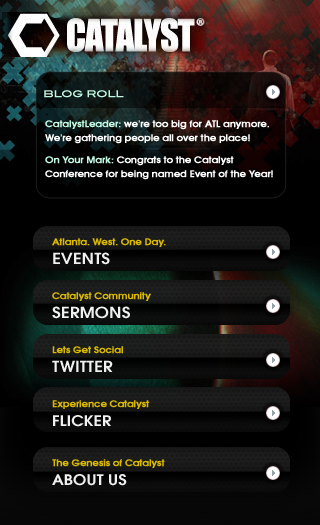 CATALYST®
BLOG ROLL
CatalystLeader: we're too big for ATL anymore.
We're gathering people all over the place!
On Your Mark: Congrats to the Catalyst
Conference for being named Event of the Year!
Atlanta. West. One Day.
EVENTS
Catalyst Community
SERMONS
Lets Get Social
TWITTER
Experience Catalyst
FLICKER
The Genesis of Catalyst
ABOUT US